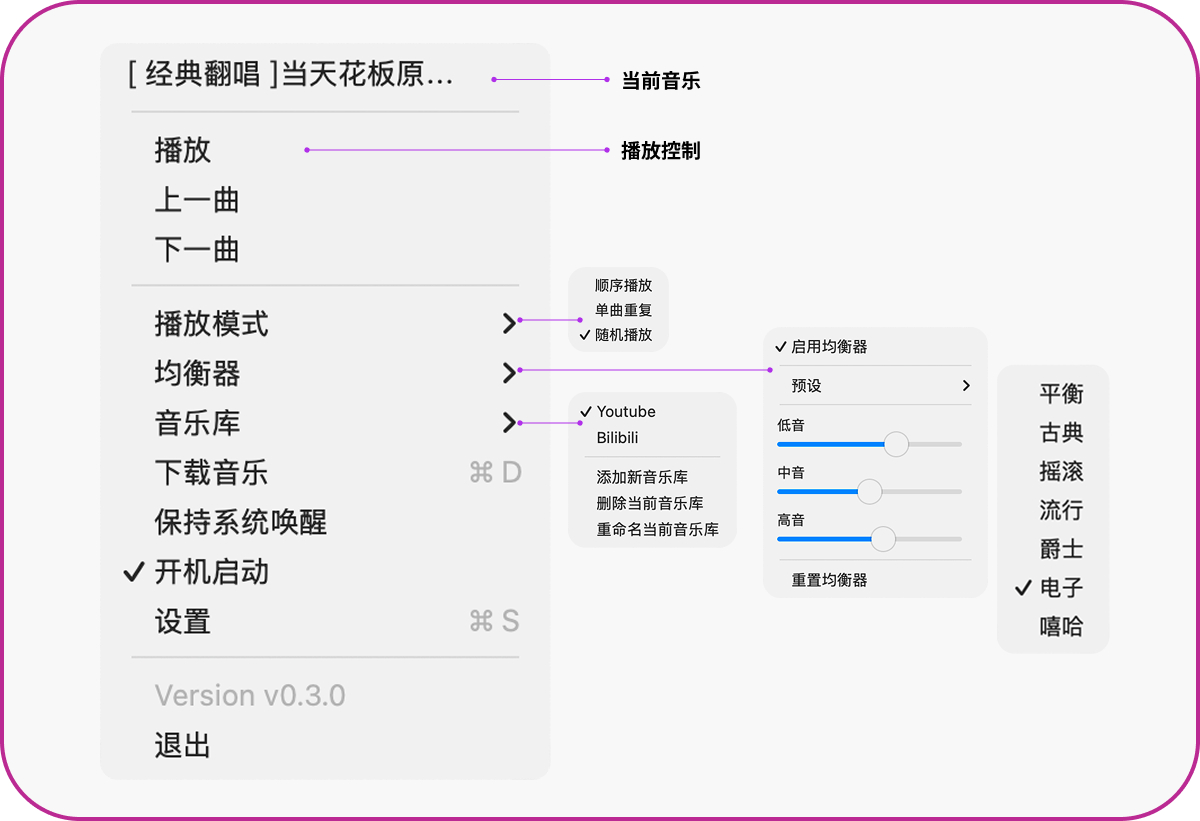 [ 经典翻唱 ]当天花板原...
当前音乐
播放
播放控制
上一曲
下一曲
播放模式
均衡器
音乐库
下载音乐 ⌘ D
保持系统唤醒
✓ 开机启动
设置 ⌘ S
Version v0.3.0
退出
顺序播放
单曲重复
✓ 随机播放
✓ Youtube
Bilibili
添加新音乐库
删除当前音乐库
重命名当前音乐库
✓ 启用均衡器
预设
低音
中音
高音
重置均衡器
平衡
古典
摇滚
流行
爵士
✓ 电子
嘻哈